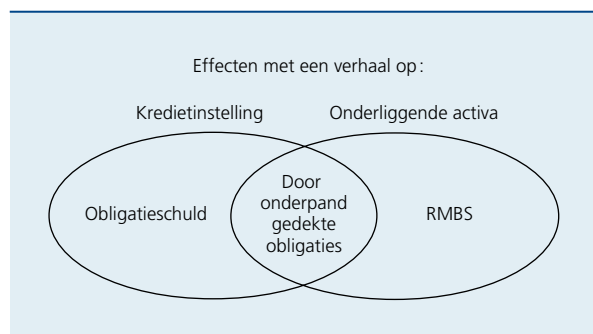 Effecten met een verhaal op :
Kredietinstelling
Onderliggende activa
Obligatieschuld
Door
onderpand
gedekte
obligaties
RMBS